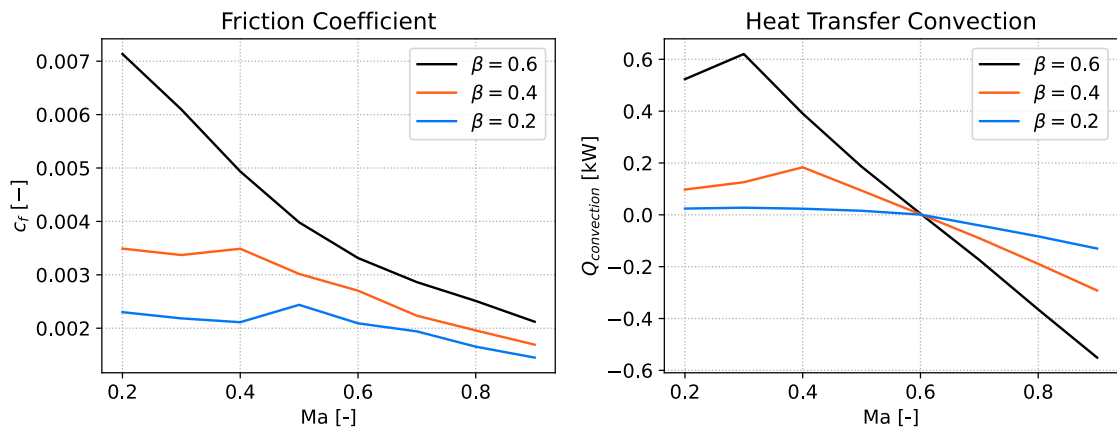 Friction Coefficient
c_f [−]
0.007
0.006
0.005
0.004
0.003
0.002
0.2
0.4
0.6
0.8
Ma [-]
β = 0.6
β = 0.4
β = 0.2
Heat Transfer Convection
Q_convection [kW]
0.6
0.4
0.2
0.0
−0.2
−0.4
−0.6
0.2
0.4
0.6
0.8
Ma [-]
β = 0.6
β = 0.4
β = 0.2